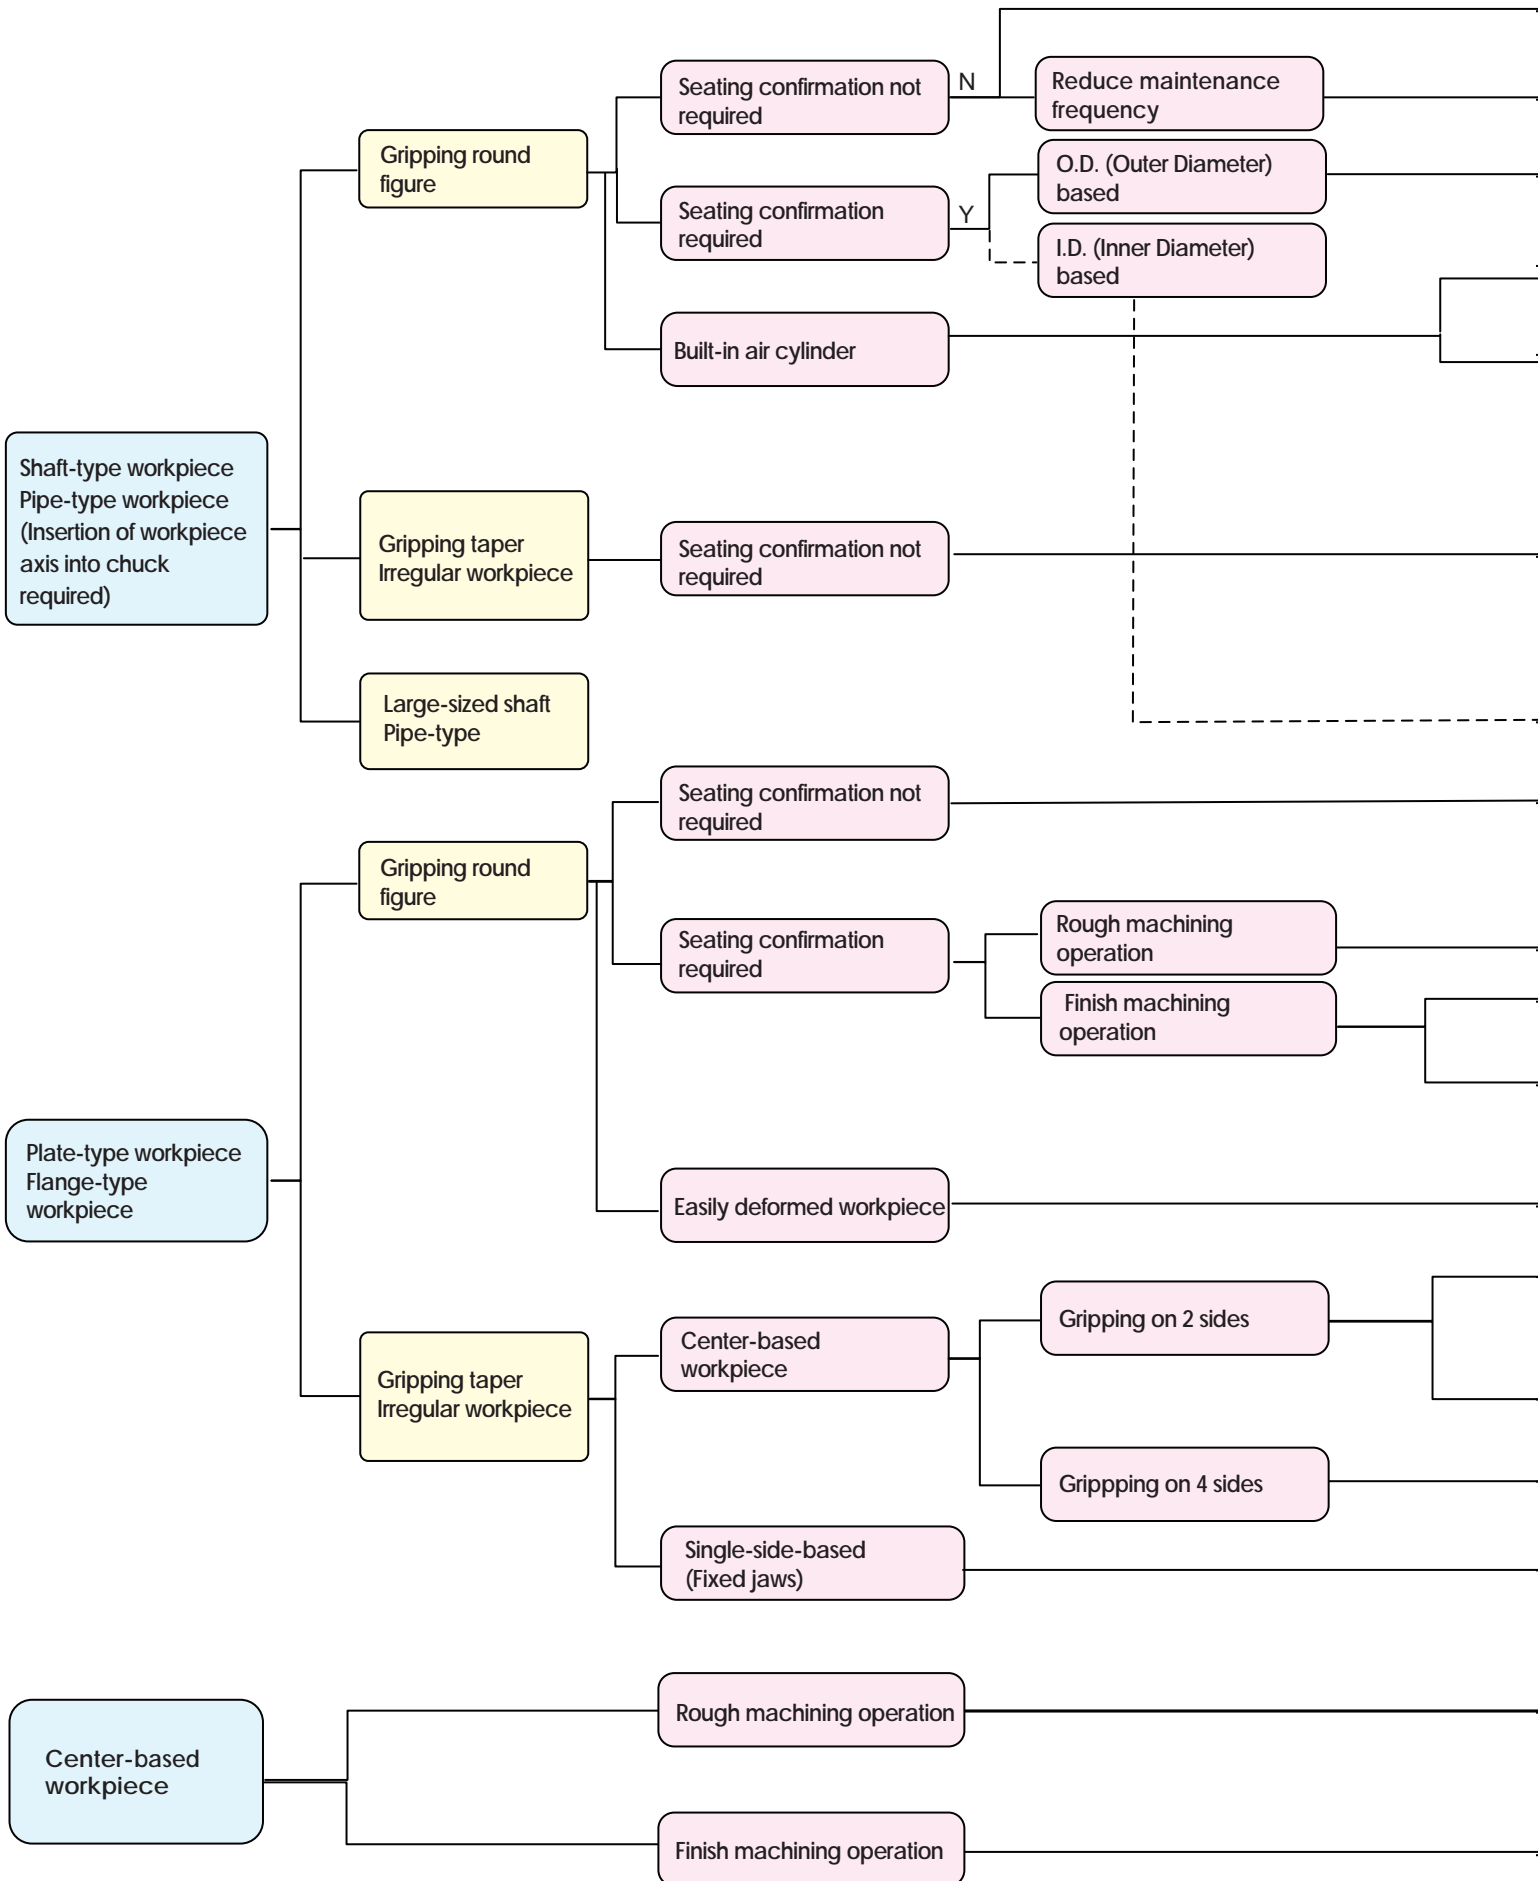 Seating confirmation not
required
N
Reduce maintenance
frequency
Gripping round
figure
O.D. (Outer Diameter)
based
Seating confirmation
required
Y
I.D. (Inner Diameter)
based
Built-in air cylinder
Shaft-type workpiece
Pipe-type workpiece
(Insertion of workpiece
axis into chuck
required)
Gripping taper
Irregular workpiece
Seating confirmation not
required
Large-sized shaft
Pipe-type
Seating confirmation not
required
Gripping round
figure
Seating confirmation
required
Rough machining
operation
Finish machining
operation
Plate-type workpiece
Flange-type
workpiece
Easily deformed workpiece
Gripping taper
Irregular workpiece
Center-based
workpiece
Gripping on 2 sides
Grippping on 4 sides
Single-side-based
(Fixed jaws)
Center-based
workpiece
Rough machining operation
Finish machining operation